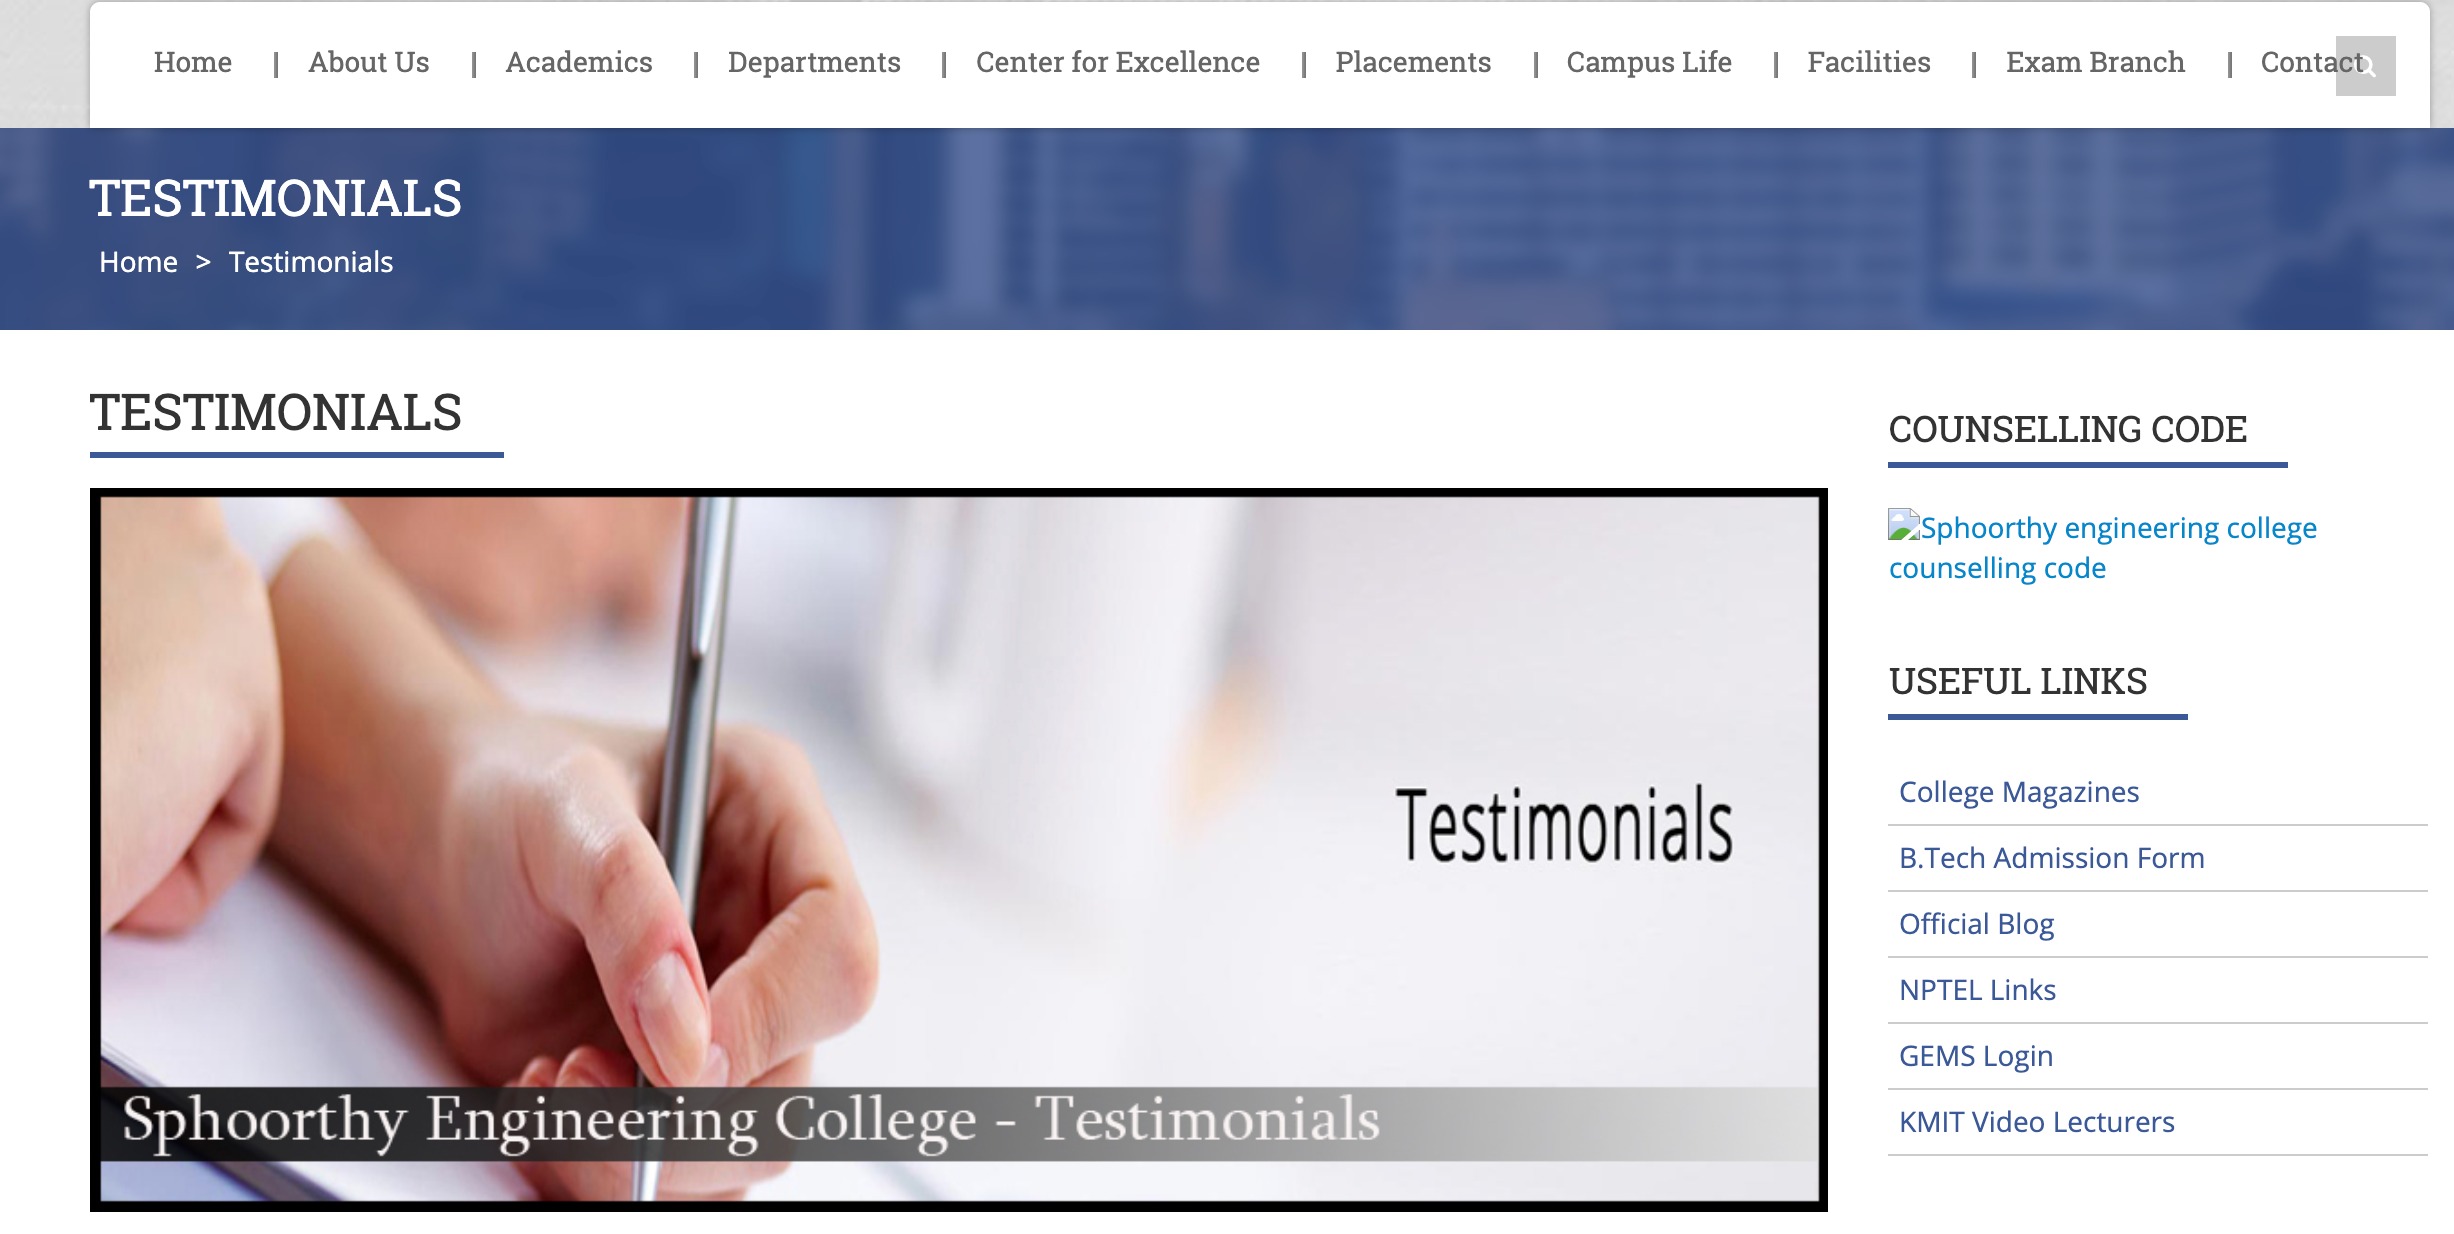 Home | About Us | Academics | Departments | Center for Excellence | Placements | Campus Life | Facilities | Exam Branch | Contact
TESTIMONIALS
Home > Testimonials
TESTIMONIALS
Testimonials
Sphoorthy Engineering College - Testimonials
COUNSELLING CODE
Sphoorthy engineering college
counselling code
USEFUL LINKS
College Magazines
B.Tech Admission Form
Official Blog
NPTEL Links
GEMS Login
KMIT Video Lecturers